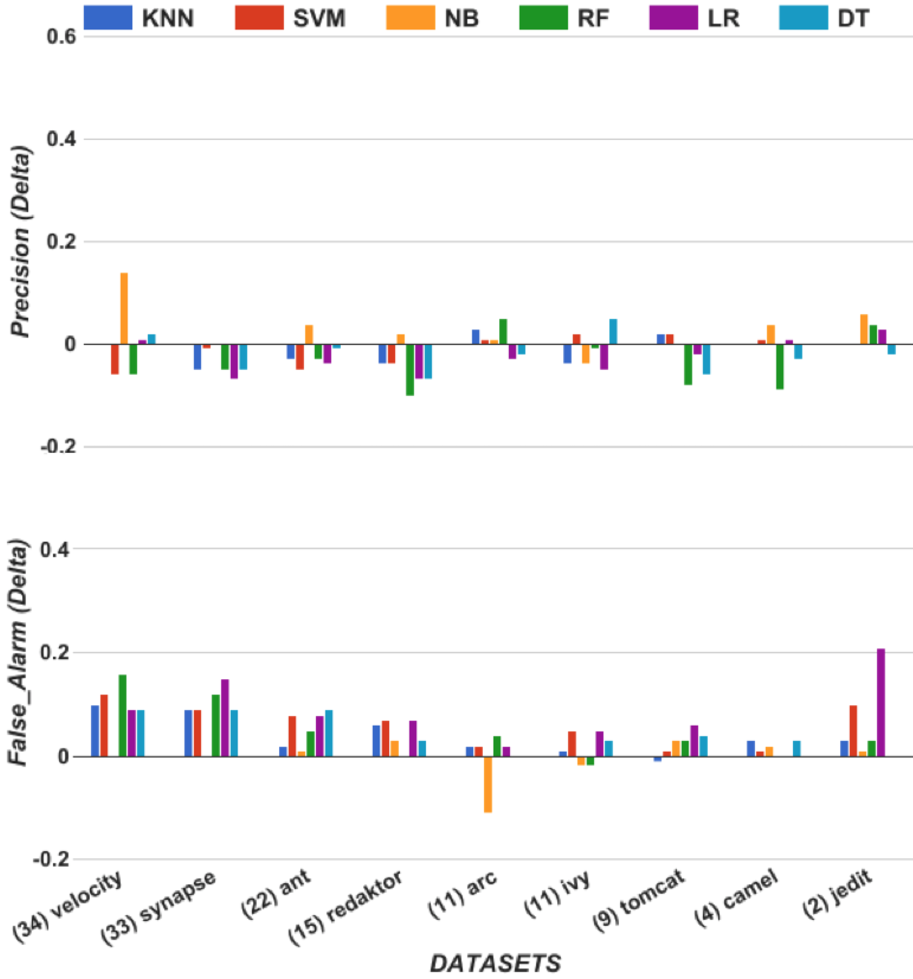 KNN SVM NB RF LR DT
0.6
0.4
0.2
0
-0.2
Precision (Delta)
0.4
0.2
0
-0.2
False_Alarm (Delta)
(34) velocity
(33) synapse
(22) ant
(15) redaktor
(11) arc
(11) ivy
(9) tomcat
(4) camel
(2) jedit
DATASETS